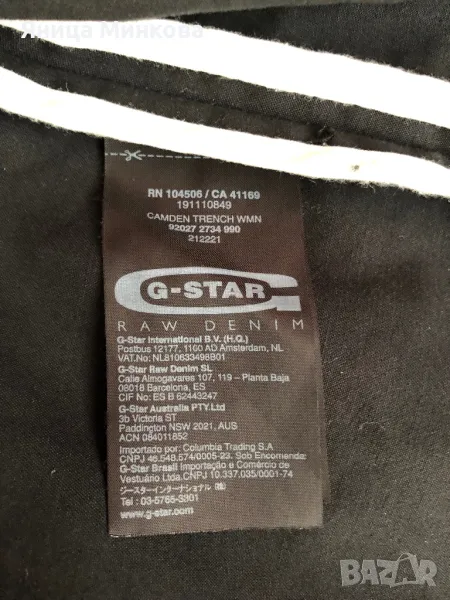 Яница Минкова
RN 104506 / CA 41169
191110849
CAMDEN TRENCH WMN
92027 2734 990
212221
G-STAR
RAW DENIM
G-Star International B.V. (H.Q.)
Postbus 12177, 1100 AD Amsterdam, NL
VAT.No: NL810633498B01
G-Star Raw Denim SL
Calle Almogavares 107, 119 – Planta Baja
08018 Barcelona, ES
CIF No: ES B 62443247
G-Star Australia PTY.Ltd
3b Victoria ST
Paddington NSW 2021, AUS
ACN 084011852
Importado por: Columbia Trading S.A
CNPJ 46.548.574/0005-23. Sob Encomenda:
G-Star Brasil Importação e Comércio de
Vestuário Ltda.CNPJ 10.337.035/0001-74
ジースターインターナショナル (株)
Tel : 03-5765-3301
www.g-star.com
BAZAR